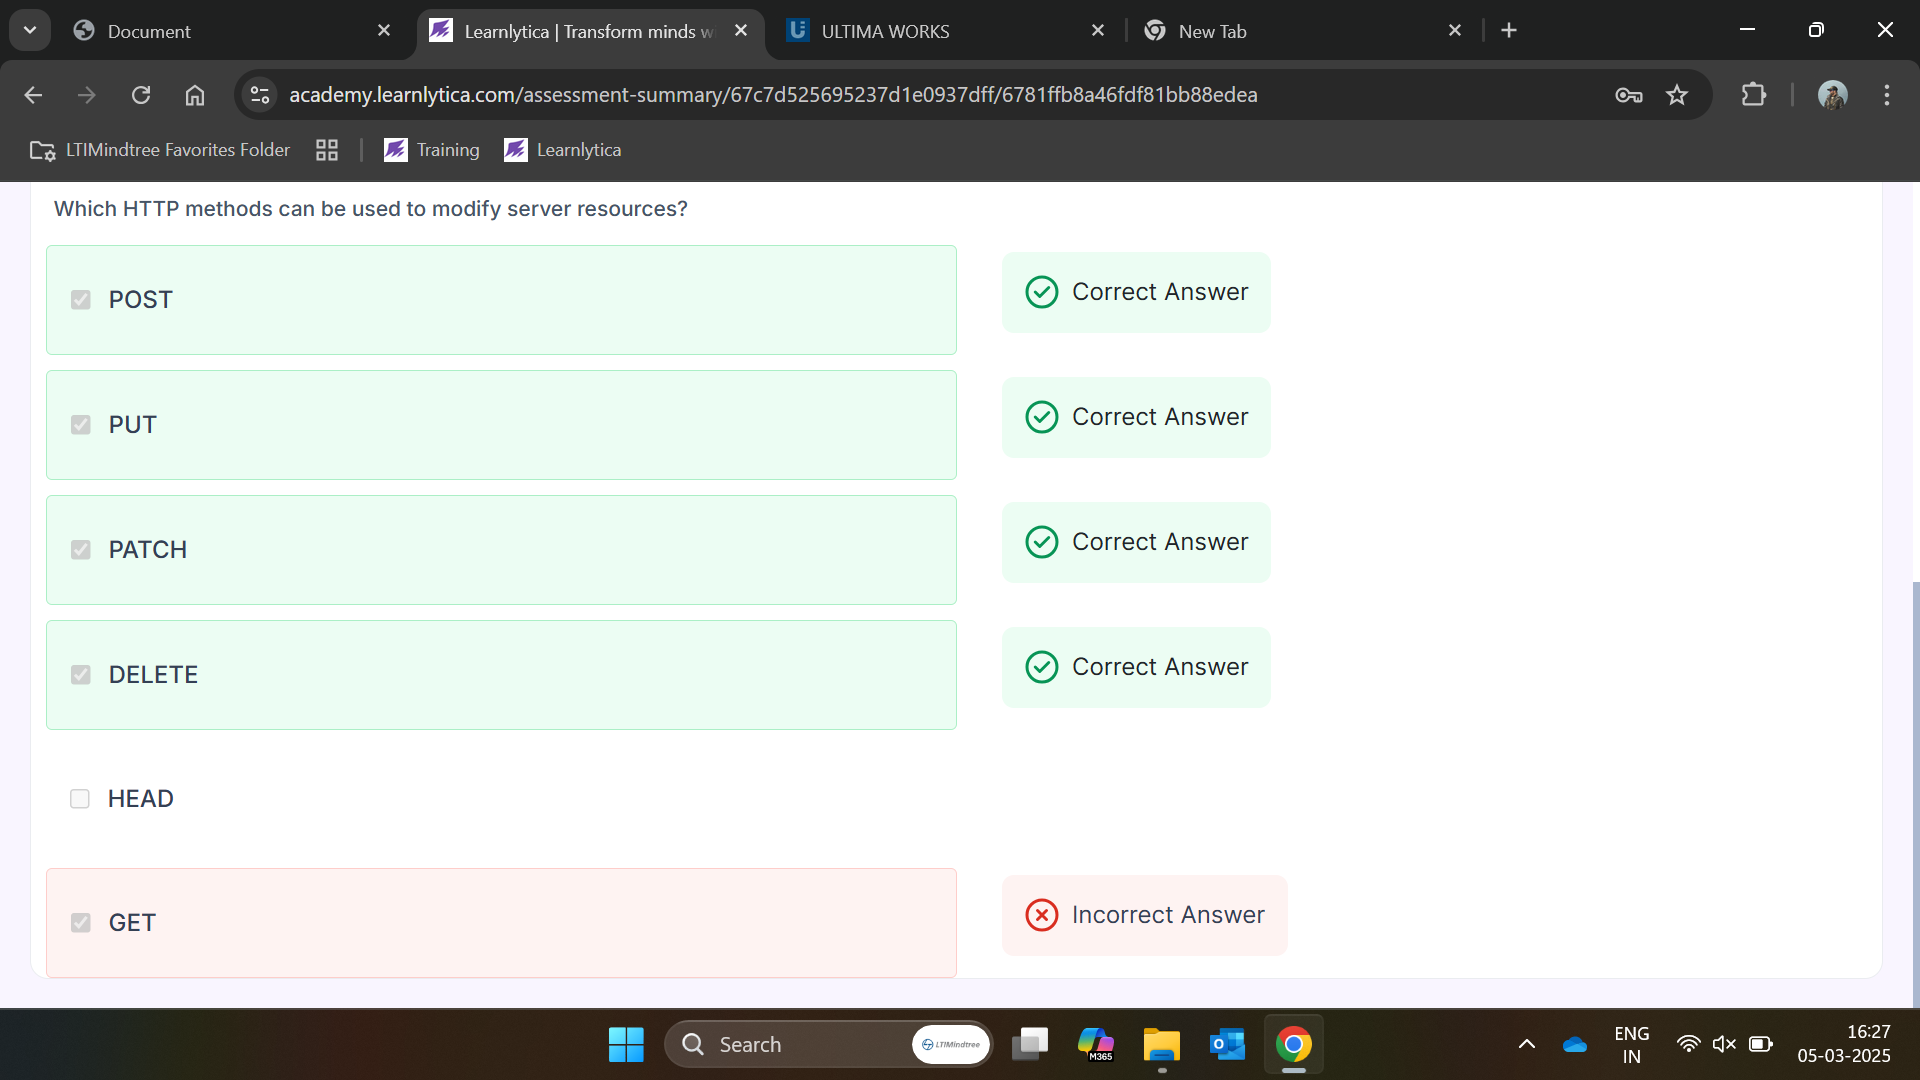 Document
Learnlytica | Transform minds w
ULTIMA WORKS
New Tab
academy.learnlytica.com/assessment-summary/67c7d525695237d1e0937dff/6781ffb8a46fdf81bb88edea
LTIMindtree Favorites Folder
Training
Learnlytica
Which HTTP methods can be used to modify server resources?
POST
Correct Answer
PUT
Correct Answer
PATCH
Correct Answer
DELETE
Correct Answer
HEAD
GET
Incorrect Answer
Search
LTIMindtree
M365
ENG
IN
16:27
05-03-2025